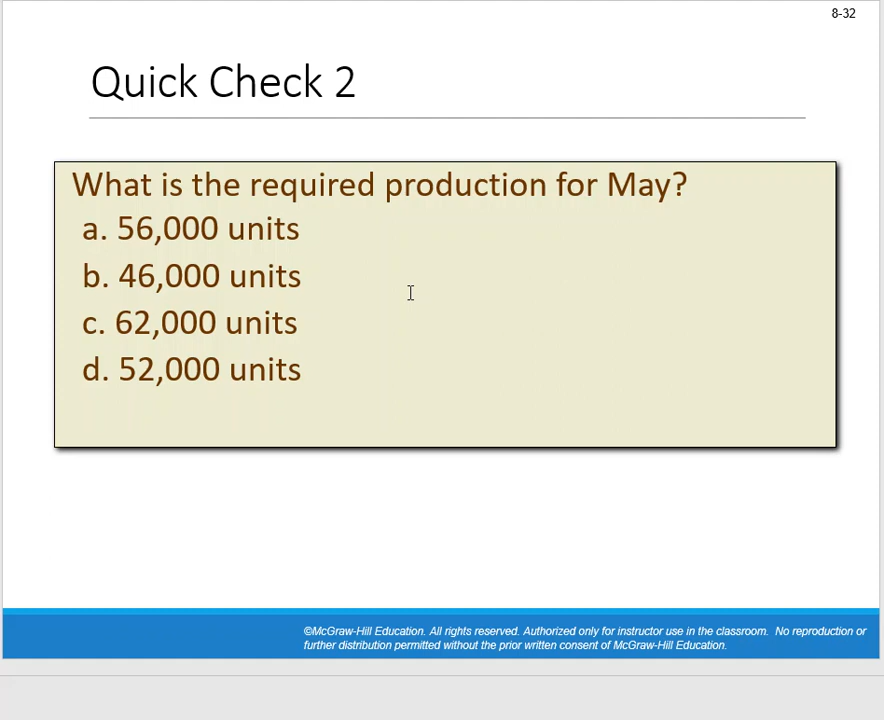 8-32
Quick Check 2
What is the required production for May?
a. 56,000 units
b. 46,000 units
c. 62,000 units
d. 52,000 units
©McGraw-Hill Education. All rights reserved. Authorized only for instructor use in the classroom.  No reproduction or
further distribution permitted without the prior written consent of McGraw-Hill Education.